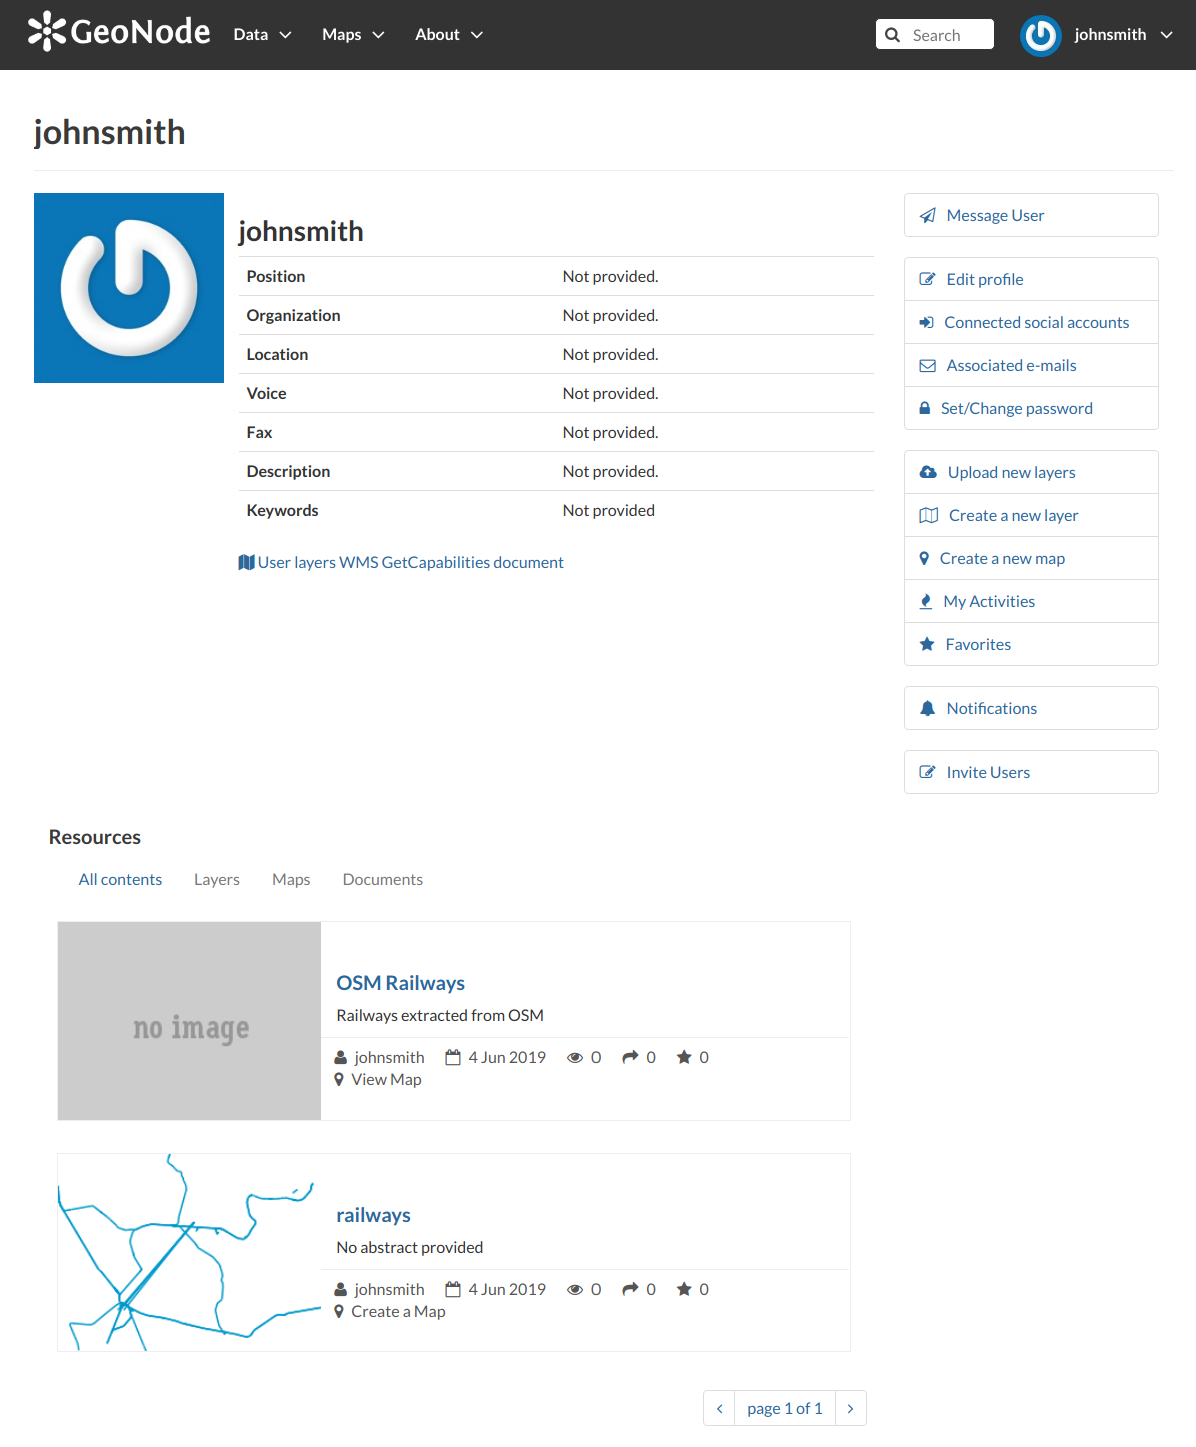 GeoNode Data Maps About Search johnsmith
johnsmith
johnsmith
Position Not provided.
Organization Not provided.
Location Not provided.
Voice Not provided.
Fax Not provided.
Description Not provided.
Keywords Not provided
User layers WMS GetCapabilities document
Message User
Edit profile
Connected social accounts
Associated e-mails
Set/Change password
Upload new layers
Create a new layer
Create a new map
My Activities
Favorites
Notifications
Invite Users
Resources
All contents Layers Maps Documents
no image
OSM Railways
Railways extracted from OSM
johnsmith 4 Jun 2019 0 0 0
View Map
railways
No abstract provided
johnsmith 4 Jun 2019 0 0 0
Create a Map
page 1 of 1